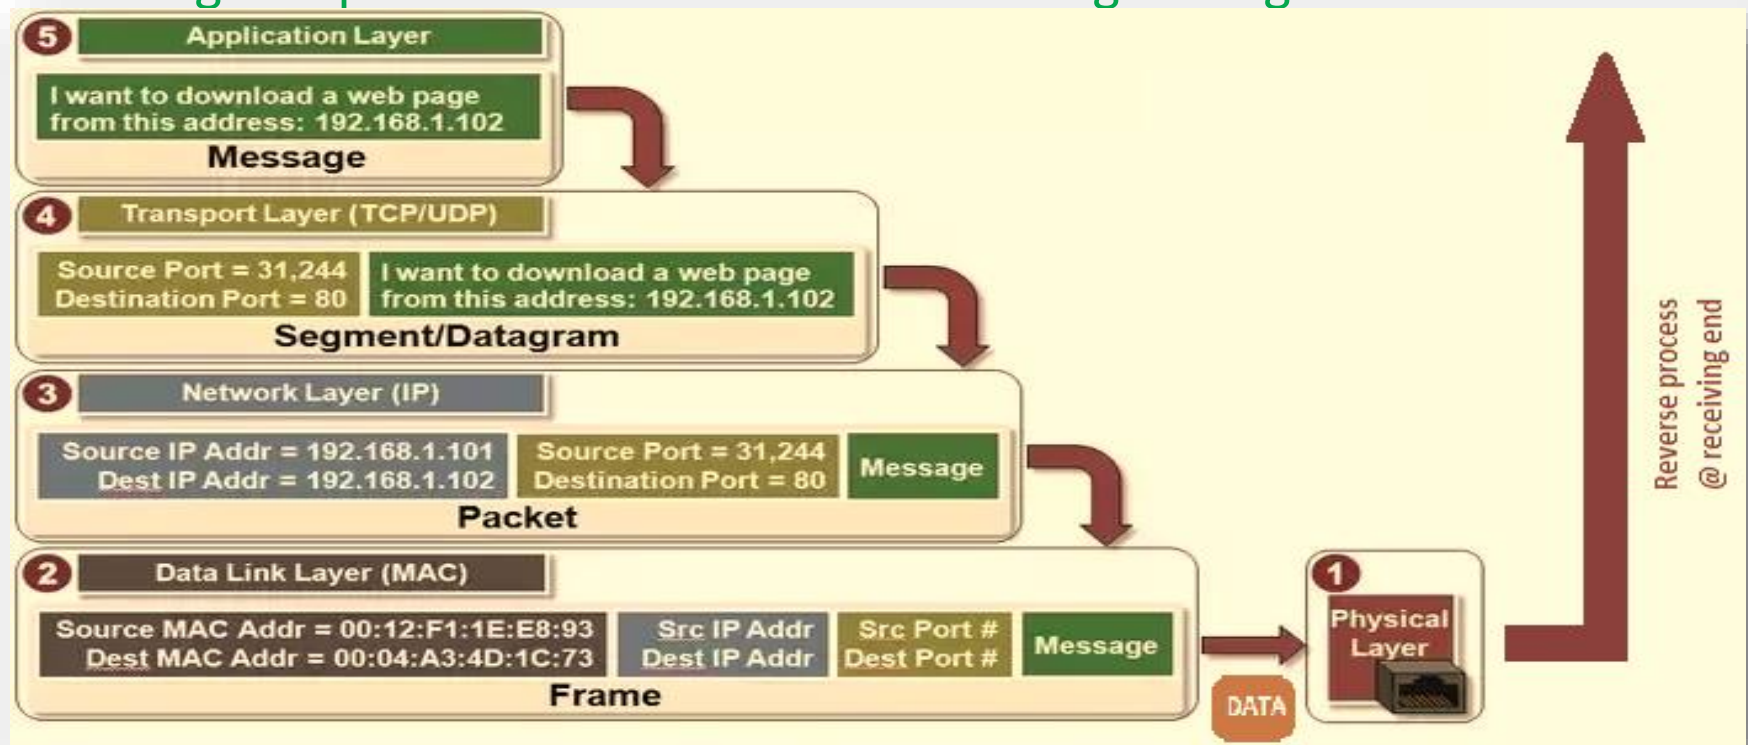 5 Application Layer
I want to download a web page
from this address: 192.168.1.102
Message
4 Transport Layer (TCP/UDP)
Source Port = 31,244
Destination Port = 80
I want to download a web page
from this address: 192.168.1.102
Segment/Datagram
3 Network Layer (IP)
Source IP Addr = 192.168.1.101
Dest IP Addr = 192.168.1.102
Source Port = 31,244
Destination Port = 80
Message
Packet
2 Data Link Layer (MAC)
Source MAC Addr = 00:12:F1:1E:E8:93
Dest MAC Addr = 00:04:A3:4D:1C:73
Src IP Addr
Dest IP Addr
Src Port #
Dest Port #
Message
Frame
DATA
1
Physical
Layer
Reverse process
@ receiving end